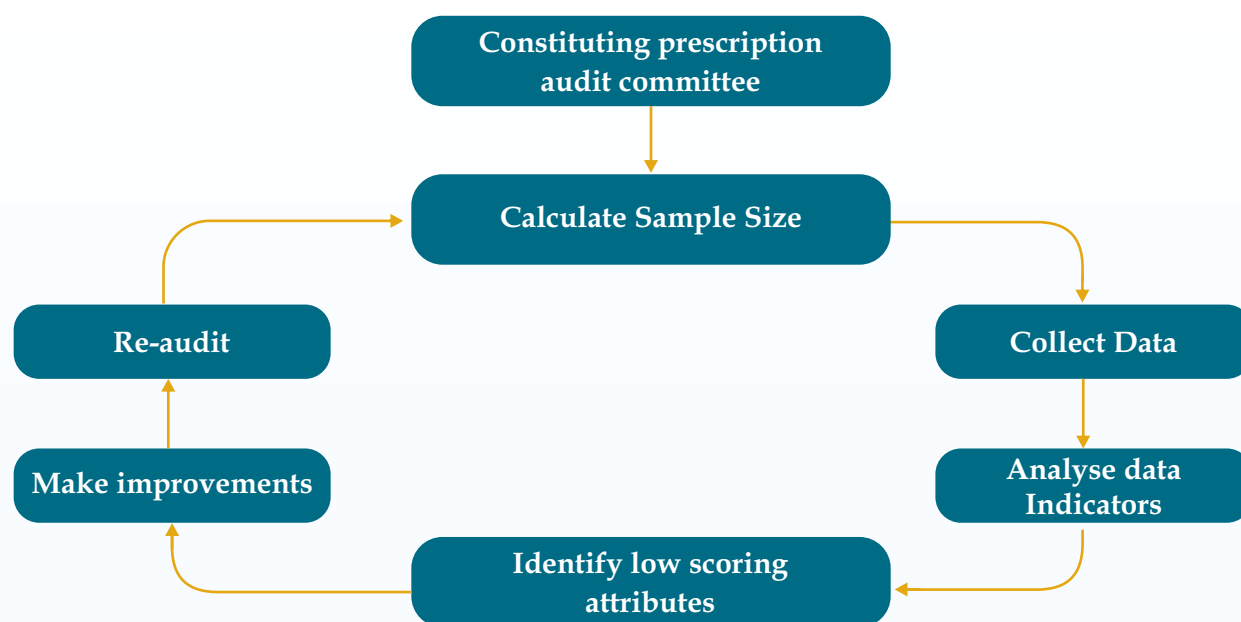 Constituting prescription
audit committee
Calculate Sample Size
Re-audit
Collect Data
Make improvements
Analyse data
Indicators
Identify low scoring
attributes